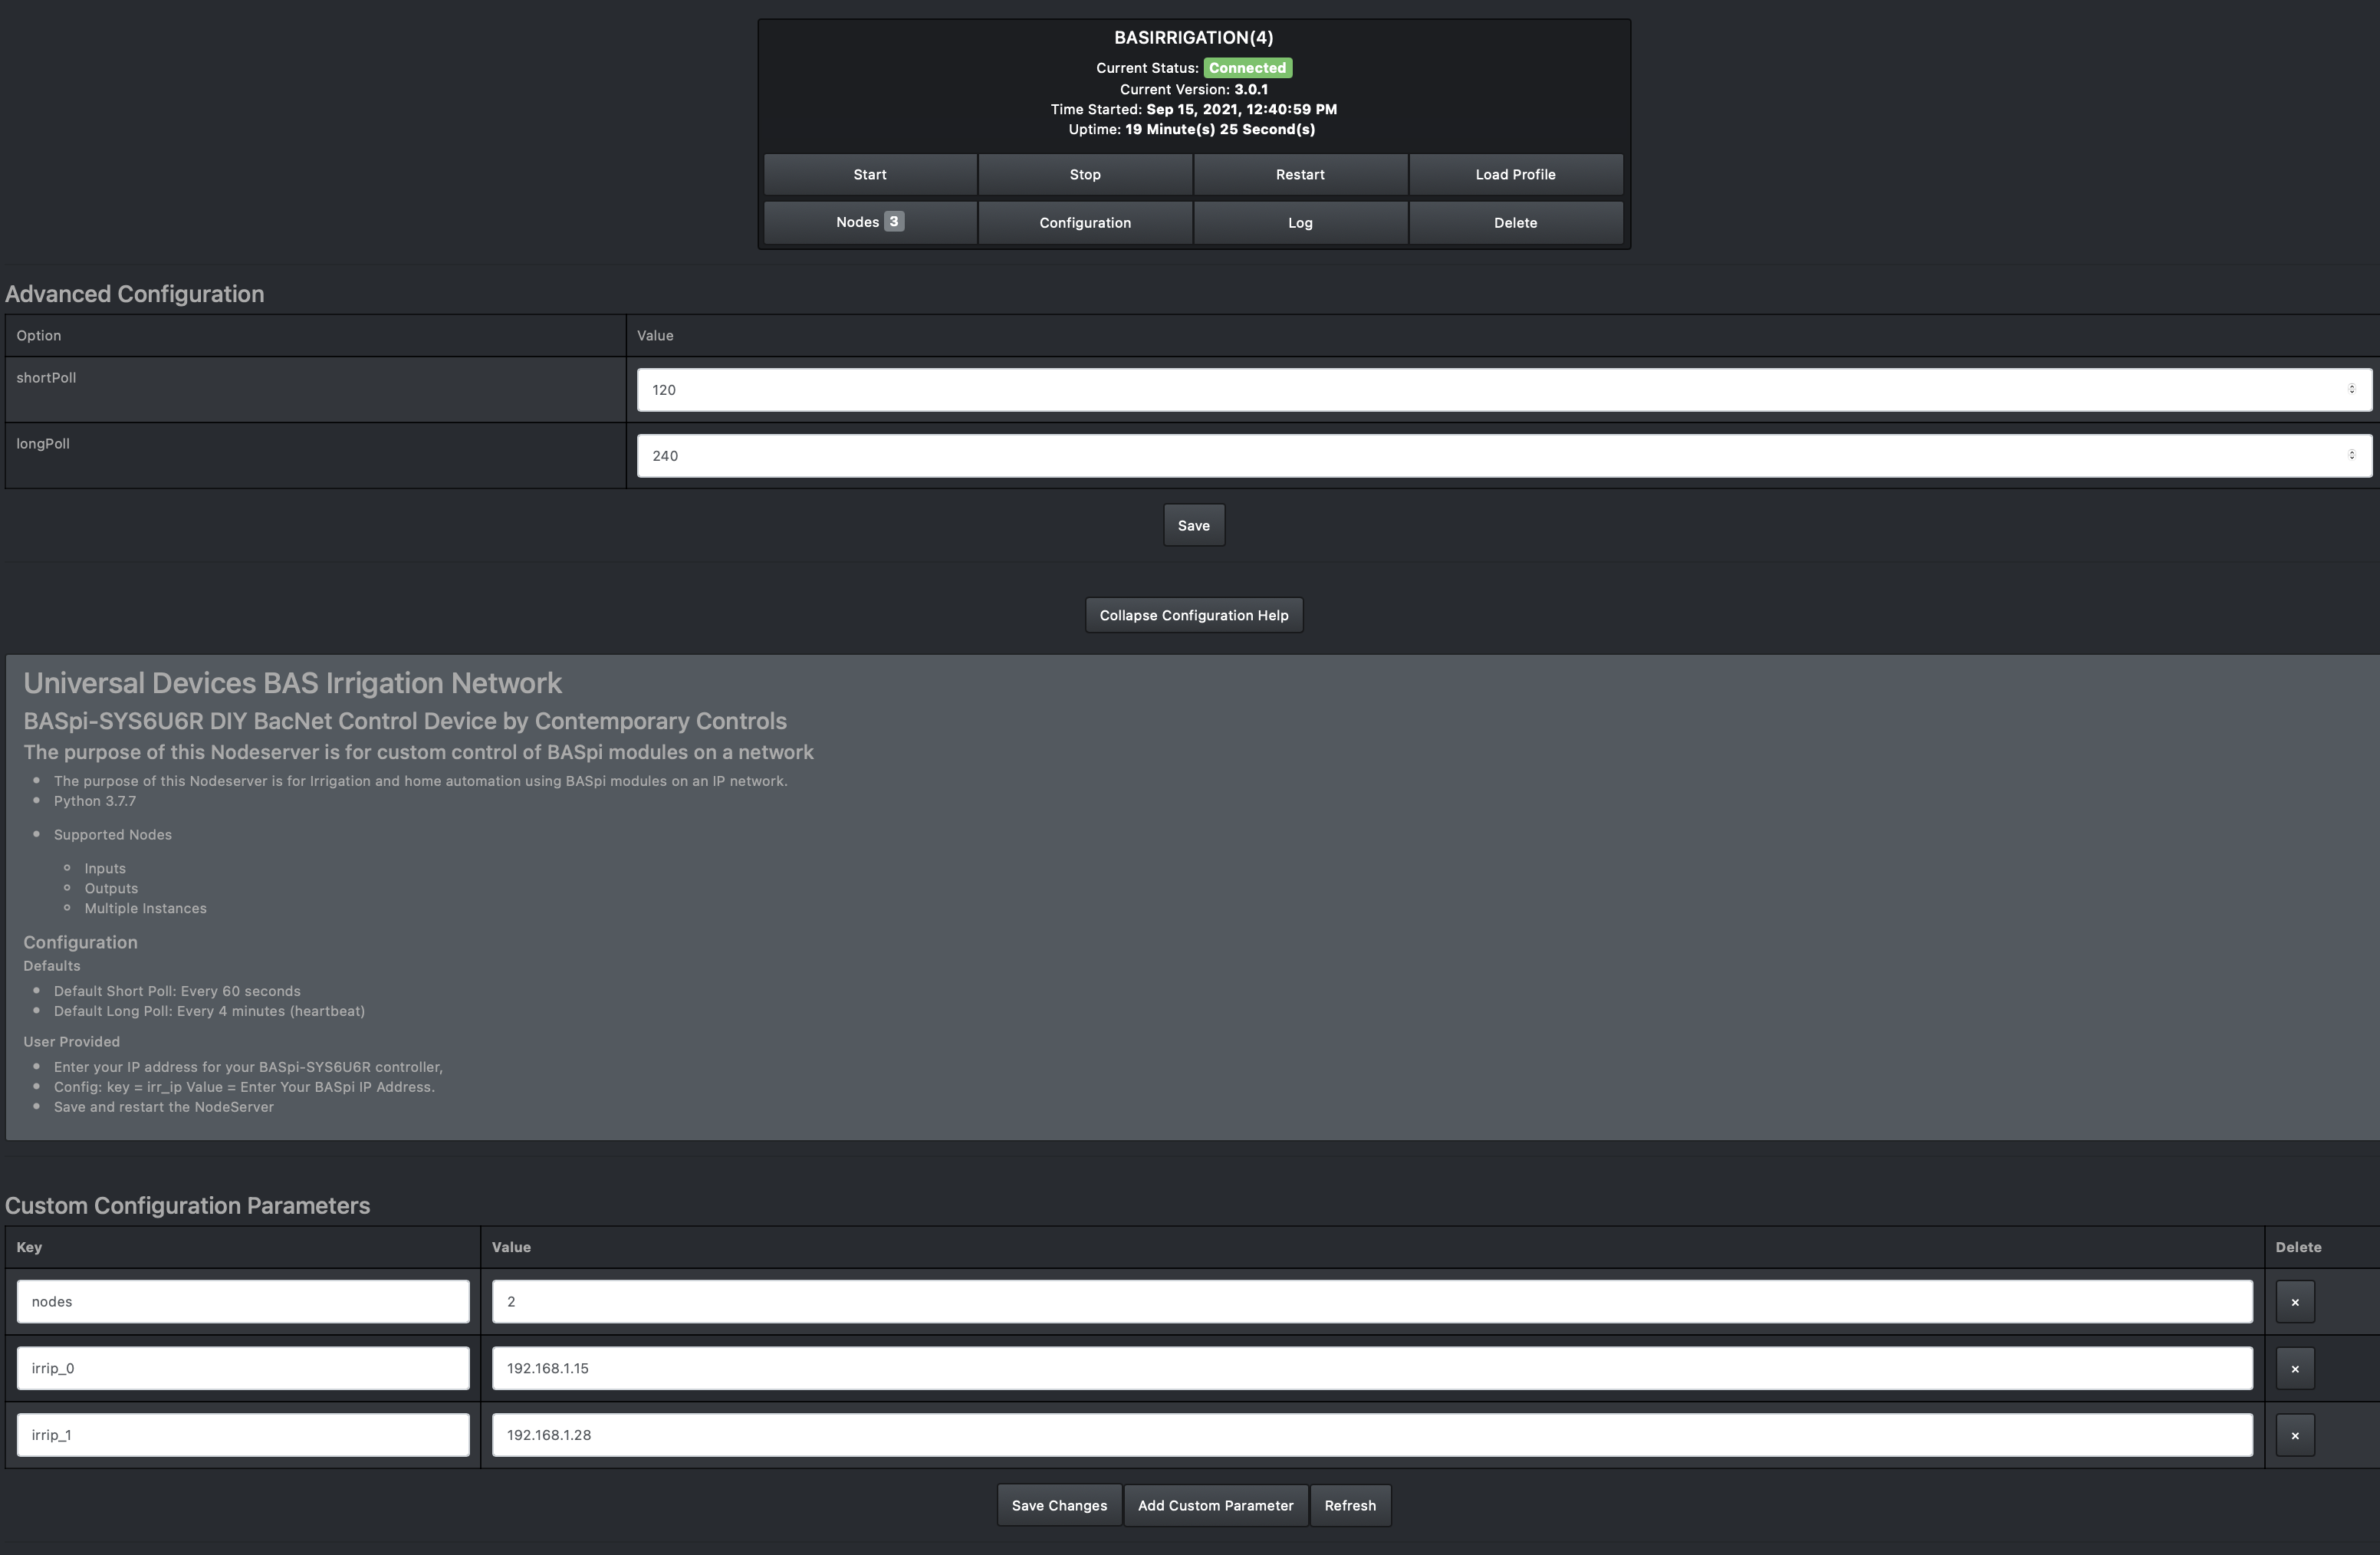 BASIRRIGATION(4)
Current Status: Connected
Current Version: 3.0.1
Time Started: Sep 15, 2021, 12:40:59 PM
Uptime: 19 Minute(s) 25 Second(s)
Start Stop Restart Load Profile
Nodes 3 Configuration Log Delete
Advanced Configuration
Option Value
shortPoll 120
longPoll 240
Save
Collapse Configuration Help
Universal Devices BAS Irrigation Network
BASpi-SYS6U6R DIY BacNet Control Device by Contemporary Controls
The purpose of this Nodeserver is for custom control of BASpi modules on a network
The purpose of this Nodeserver is for Irrigation and home automation using BASpi modules on an IP network.
Python 3.7.7
Supported Nodes
Inputs
Outputs
Multiple Instances
Configuration
Defaults
Default Short Poll: Every 60 seconds
Default Long Poll: Every 4 minutes (heartbeat)
User Provided
Enter your IP address for your BASpi-SYS6U6R controller,
Config: key = irr_ip Value = Enter Your BASpi IP Address.
Save and restart the NodeServer
Custom Configuration Parameters
Key Value Delete
nodes 2 ×
irrip_0 192.168.1.15 ×
irrip_1 192.168.1.28 ×
Save Changes Add Custom Parameter Refresh